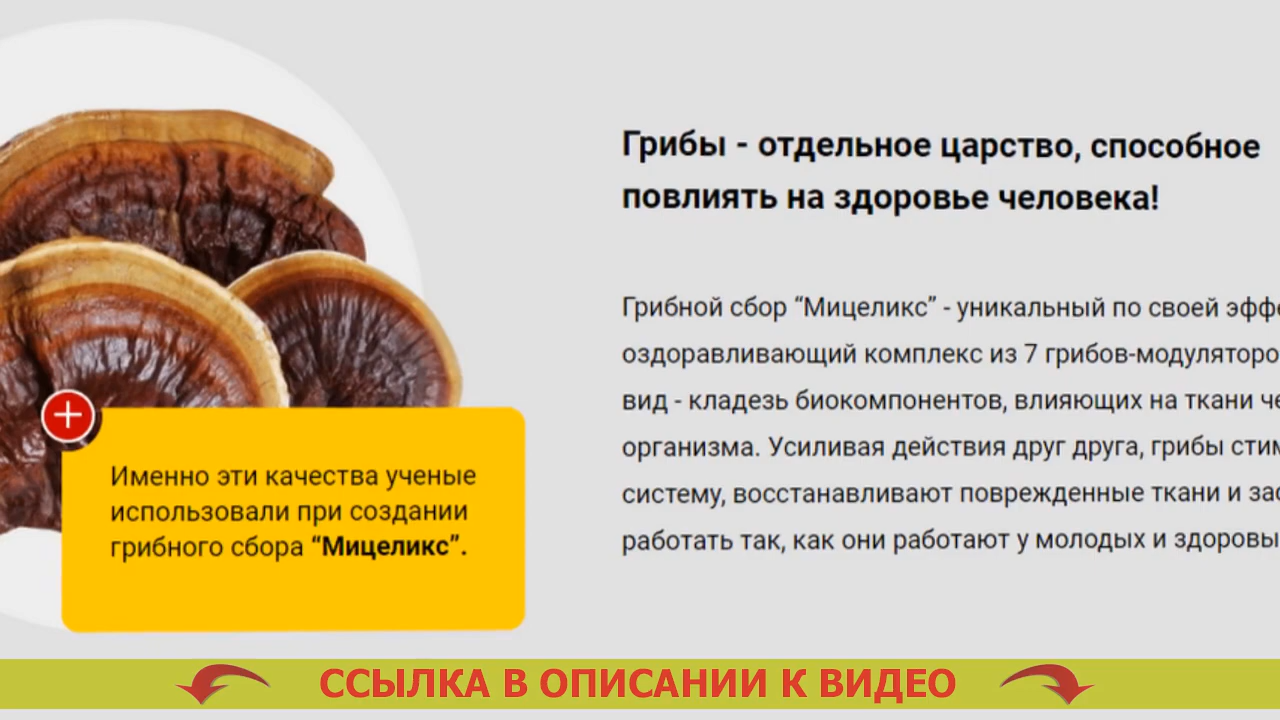 Грибы - отдельное царство, способное
повлиять на здоровье человека!
Грибной сбор “Мицеликс” - уникальный по своей
оздоравливающий комплекс из 7
вид - кладезь биокомпонентов, влияющих на ткани
организма. Усиливая действия друг друга, грибы
систему, восстанавливают поврежденные ткани и
работать так, как они работают у молодых и
Именно эти качества ученые
использовали при создании
грибного сбора “Мицеликс”.
ССЫЛКА В ОПИСАНИИ К ВИДЕО